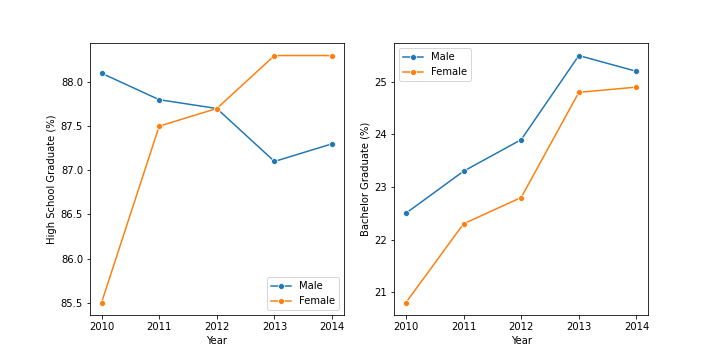 High School Graduate (%)
88.0
87.5
87.0
86.5
86.0
85.5
2010 2011 2012 2013 2014
Year
Male
Female
Bachelor Graduate (%)
25
24
23
22
21
2010 2011 2012 2013 2014
Year
Male
Female